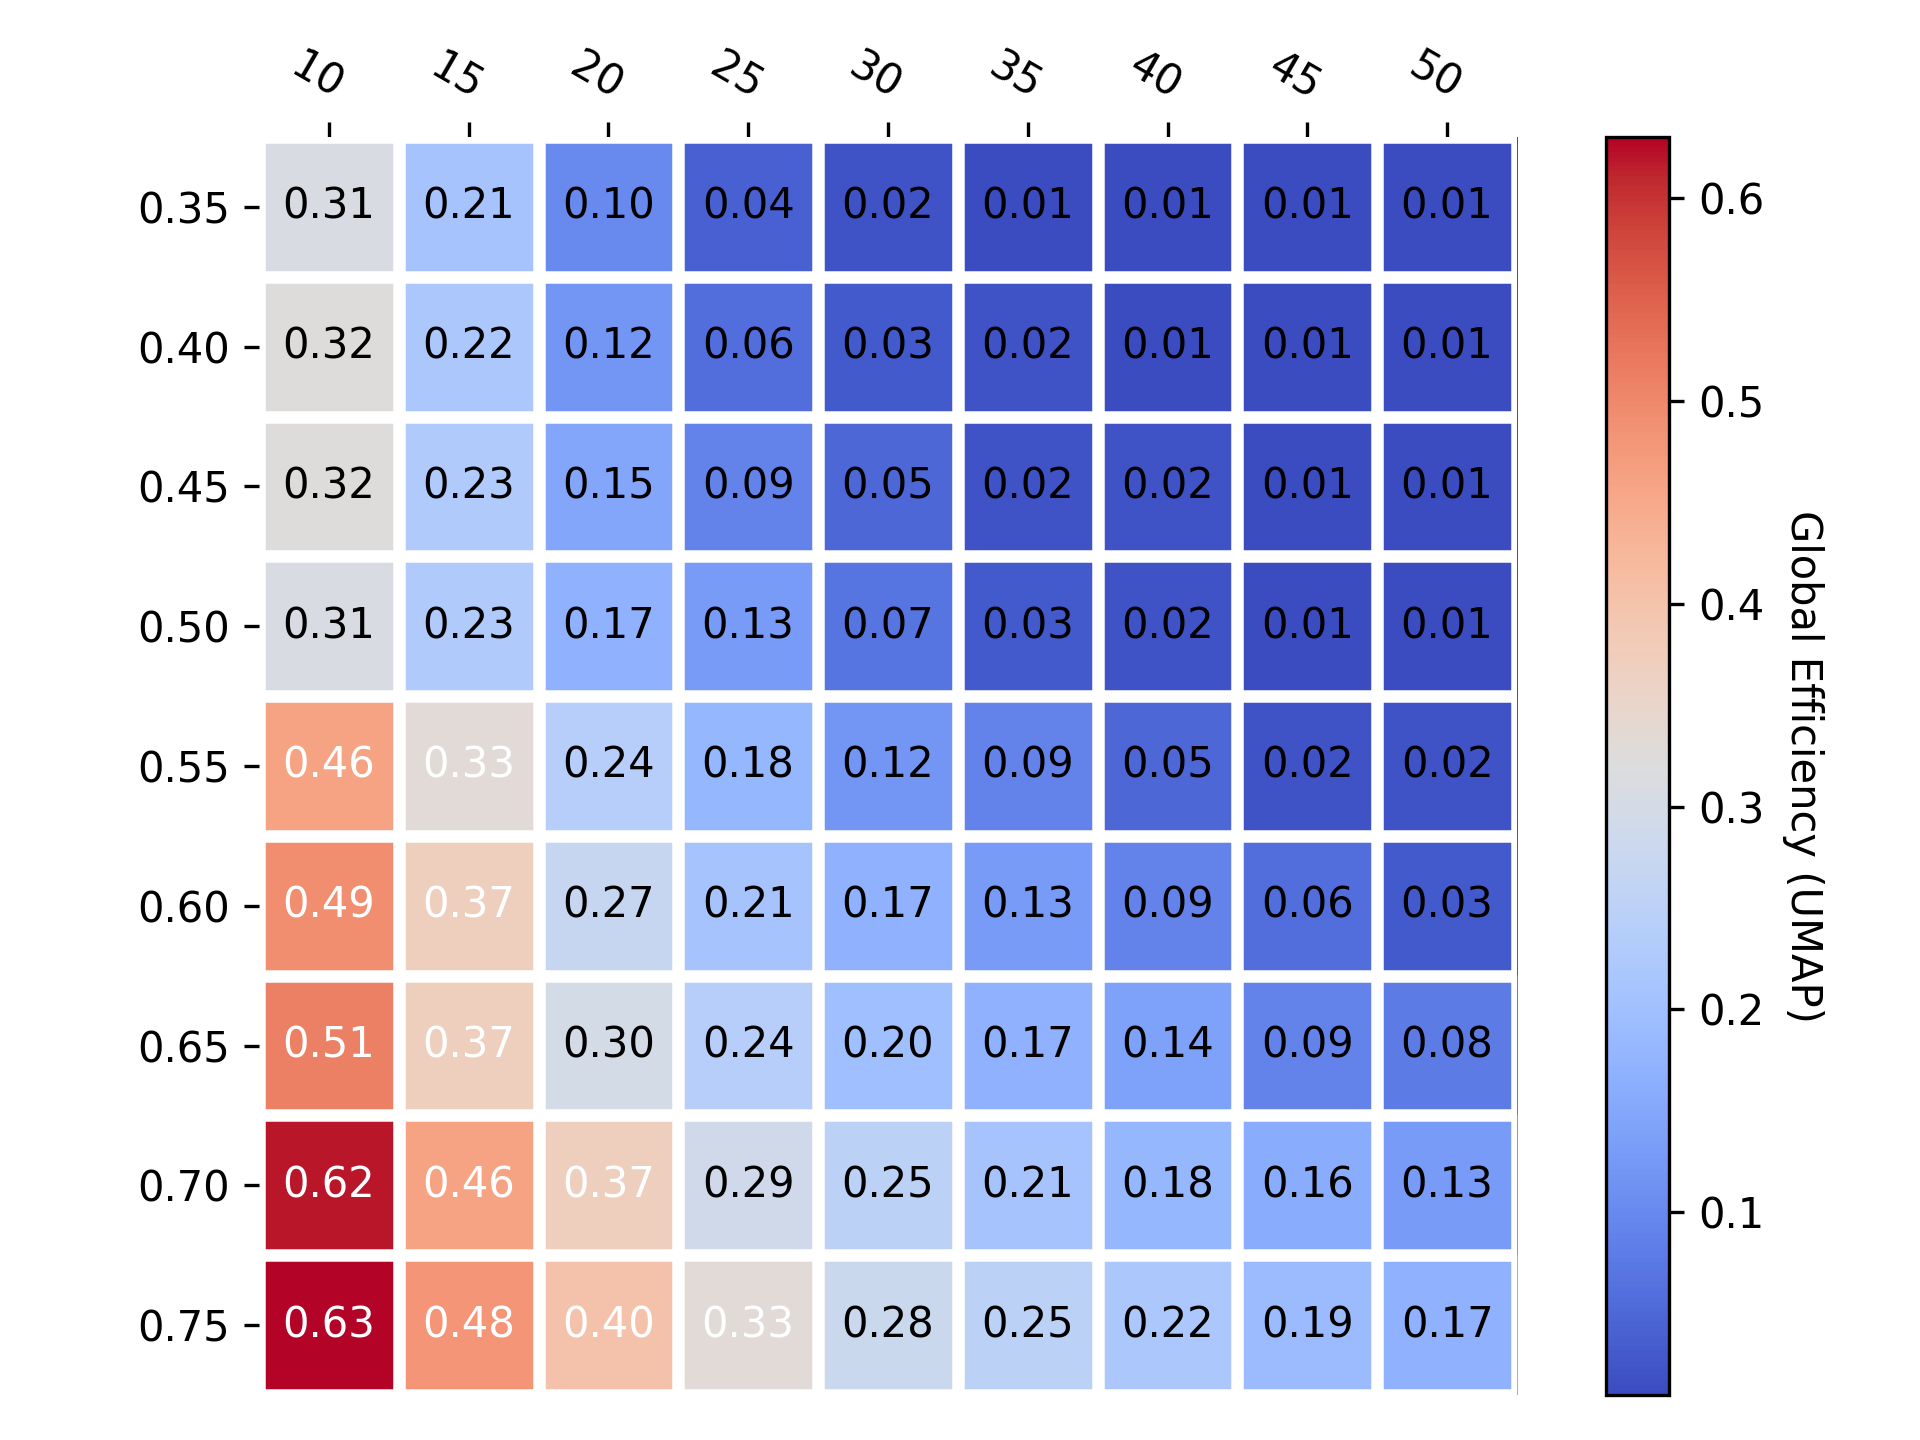 10 15 20 25 30 35 40 45 50
0.35 0.31 0.21 0.10 0.04 0.02 0.01 0.01 0.01 0.01
0.40 0.32 0.22 0.12 0.06 0.03 0.02 0.01 0.01 0.01
0.45 0.32 0.23 0.15 0.09 0.05 0.02 0.02 0.01 0.01
0.50 0.31 0.23 0.17 0.13 0.07 0.03 0.02 0.01 0.01
0.55 0.46 0.33 0.24 0.18 0.12 0.09 0.05 0.02 0.02
0.60 0.49 0.37 0.27 0.21 0.17 0.13 0.09 0.06 0.03
0.65 0.51 0.37 0.30 0.24 0.20 0.17 0.14 0.09 0.08
0.70 0.62 0.46 0.37 0.29 0.25 0.21 0.18 0.16 0.13
0.75 0.63 0.48 0.40 0.33 0.28 0.25 0.22 0.19 0.17
0.6
0.5
0.4
0.3
0.2
0.1
Global Efficiency (UMAP)